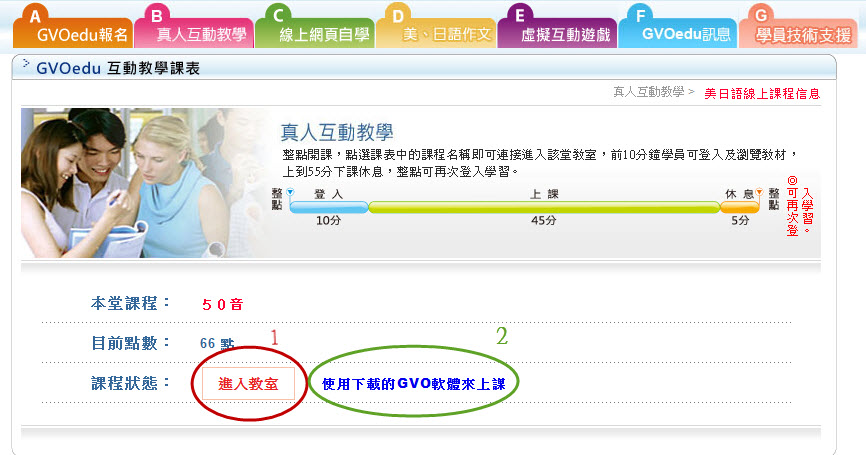 A
GVOedu報名
B
真人互動教學
C
線上網頁自學
D
美、日語作文
E
虛擬互動遊戲
F
GVOedu訊息
G
學員技術支援
GVOedu 互動教學課表
真人互動教學 > 美日語線上課程信息
真人互動教學
整點開課，點選課表中的課程名稱即可連接進入該堂教室，前10分鐘學員可登入及瀏覽教材，
上到55分下課休息，整點可再次登入學習。
整點 登入 上課 休息 整點
10分 45分 5分
◎可再次登
入學習。
本堂課程： ５０音
目前點數： 66 點
1
2
課程狀態： 進入教室 使用下載的GVO軟體來上課